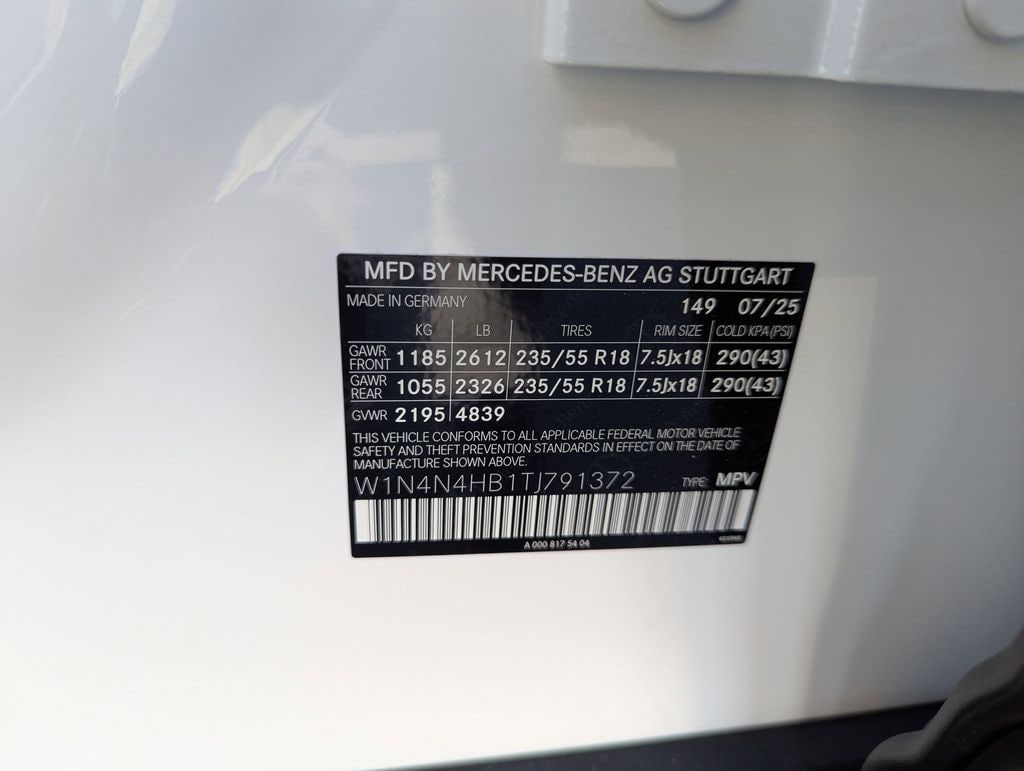 MFD BY MERCEDES-BENZ AG STUTTGART
MADE IN GERMANY 149 07/25
KG LB TIRES RIM SIZE COLD KPA (PSI)
GAWR FRONT 1185 2612 235/55 R18 7.5Jx18 290(43)
GAWR REAR 1055 2326 235/55 R18 7.5Jx18 290(43)
GVWR 2195 4839
THIS VEHICLE CONFORMS TO ALL APPLICABLE FEDERAL MOTOR VEHICLE
SAFETY AND THEFT PREVENTION STANDARDS IN EFFECT ON THE DATE OF
MANUFACTURE SHOWN ABOVE.
W1N4N4HB1TJ791372 TYPE: MPV
A 000 817 54 04